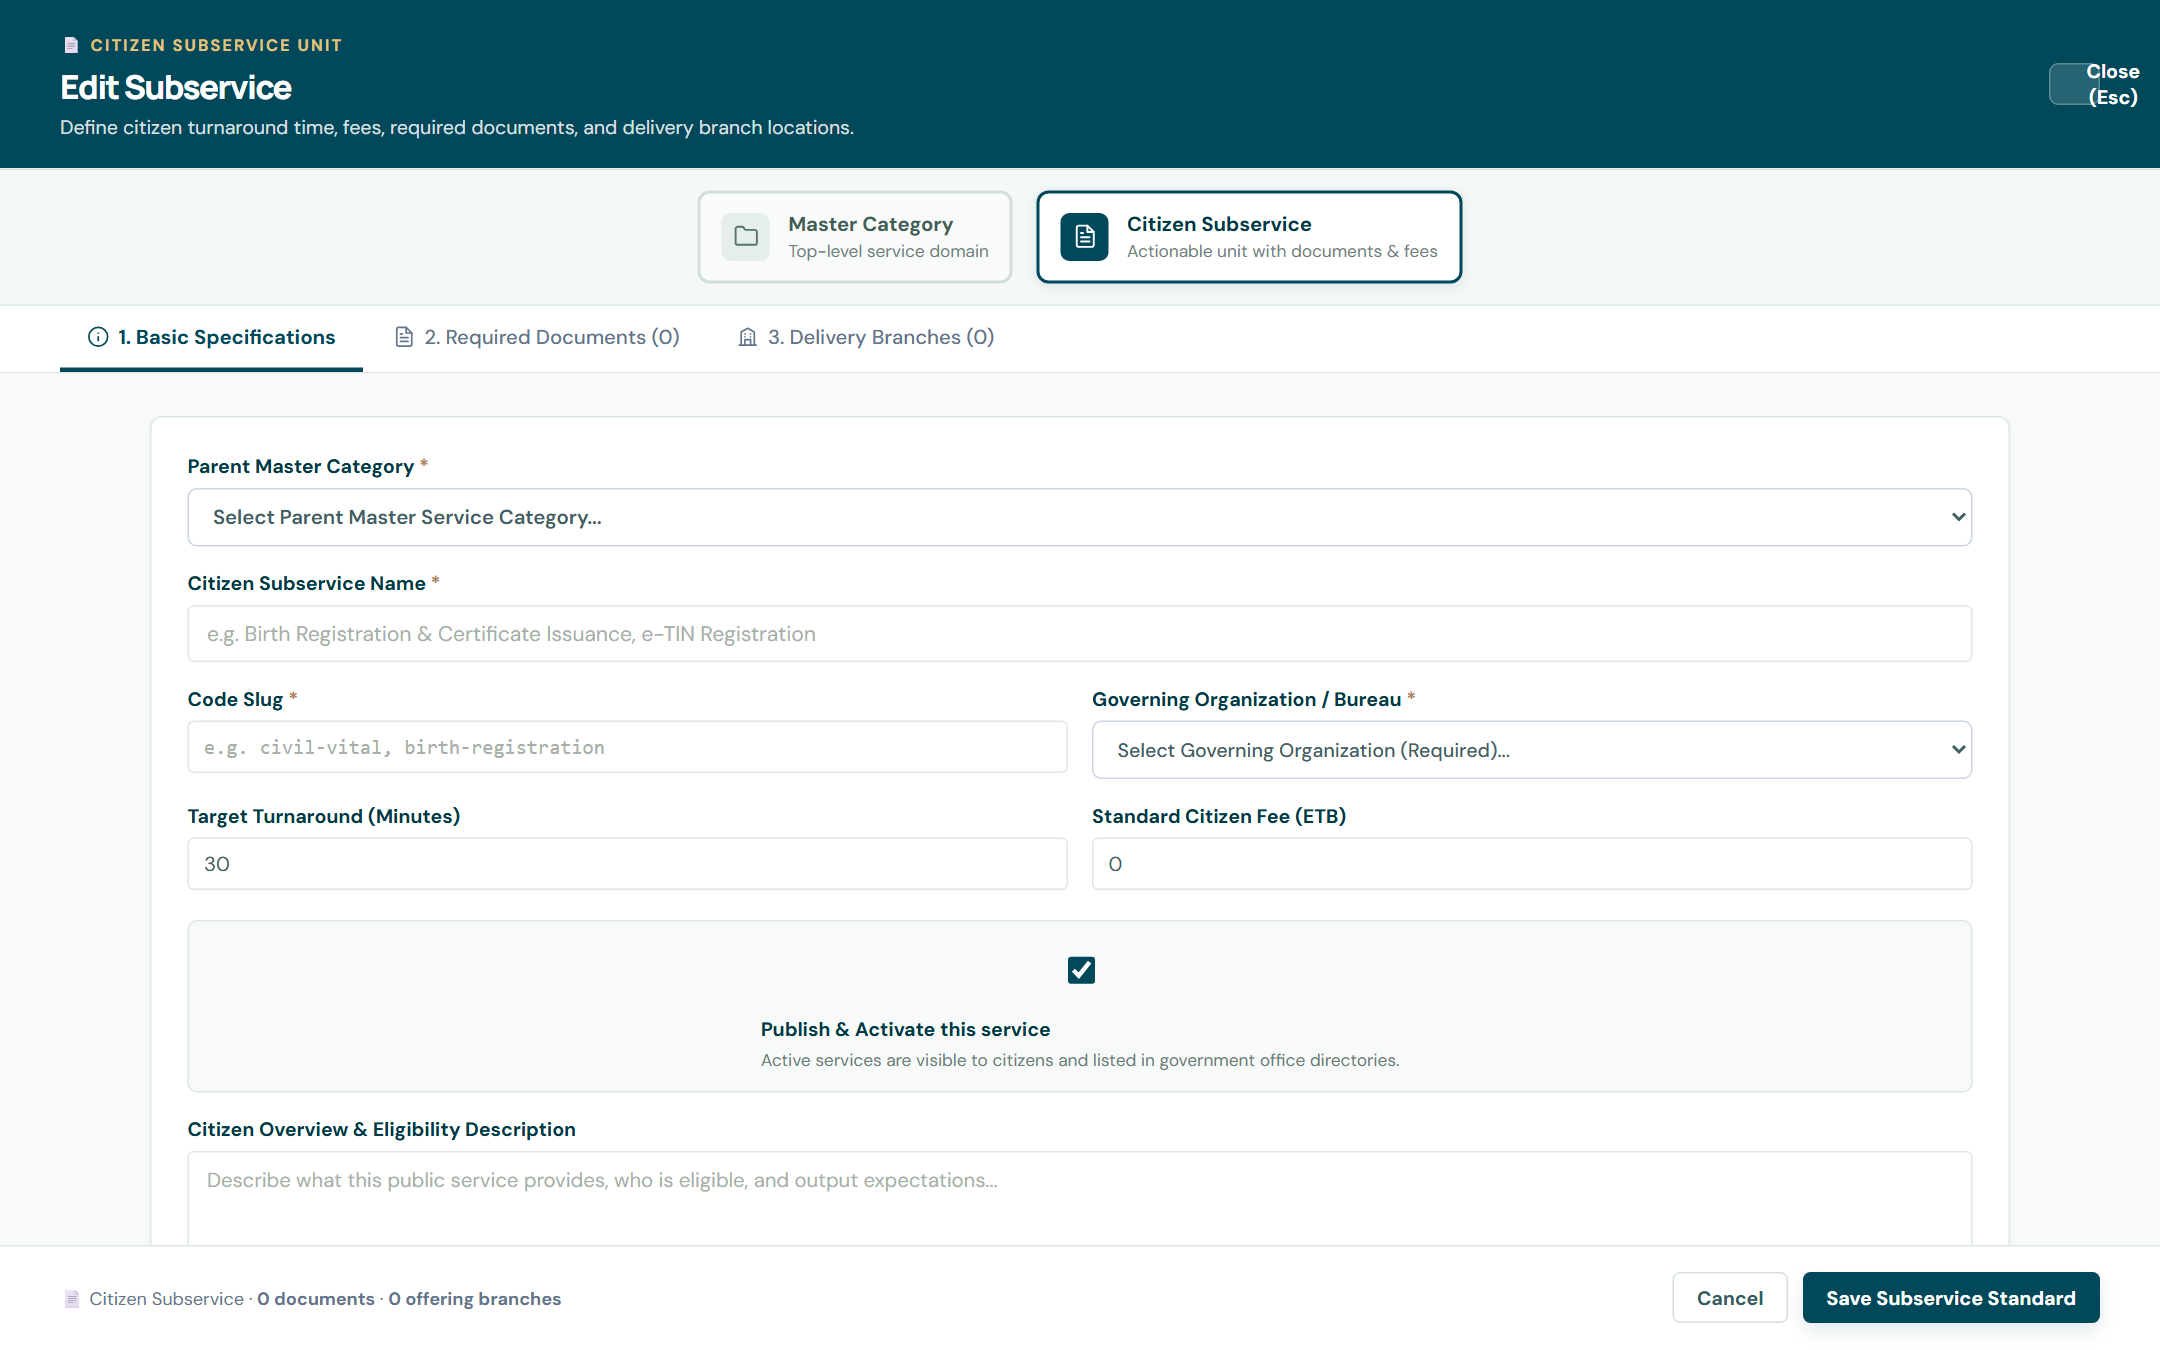 CITIZEN SUBSERVICE UNIT
Edit Subservice
Define citizen turnaround time, fees, required documents, and delivery branch locations.
Close
(Esc)
Master Category
Top-level service domain
Citizen Subservice
Actionable unit with documents & fees
1. Basic Specifications
2. Required Documents (0)
3. Delivery Branches (0)
Parent Master Category *
Select Parent Master Service Category...
Citizen Subservice Name *
e.g. Birth Registration & Certificate Issuance, e-TIN Registration
Code Slug *
Governing Organization / Bureau *
e.g. civil-vital, birth-registration
Select Governing Organization (Required)...
Target Turnaround (Minutes)
Standard Citizen Fee (ETB)
30
0
Publish & Activate this service
Active services are visible to citizens and listed in government office directories.
Citizen Overview & Eligibility Description
Describe what this public service provides, who is eligible, and output expectations...
Citizen Subservice · 0 documents · 0 offering branches
Cancel
Save Subservice Standard